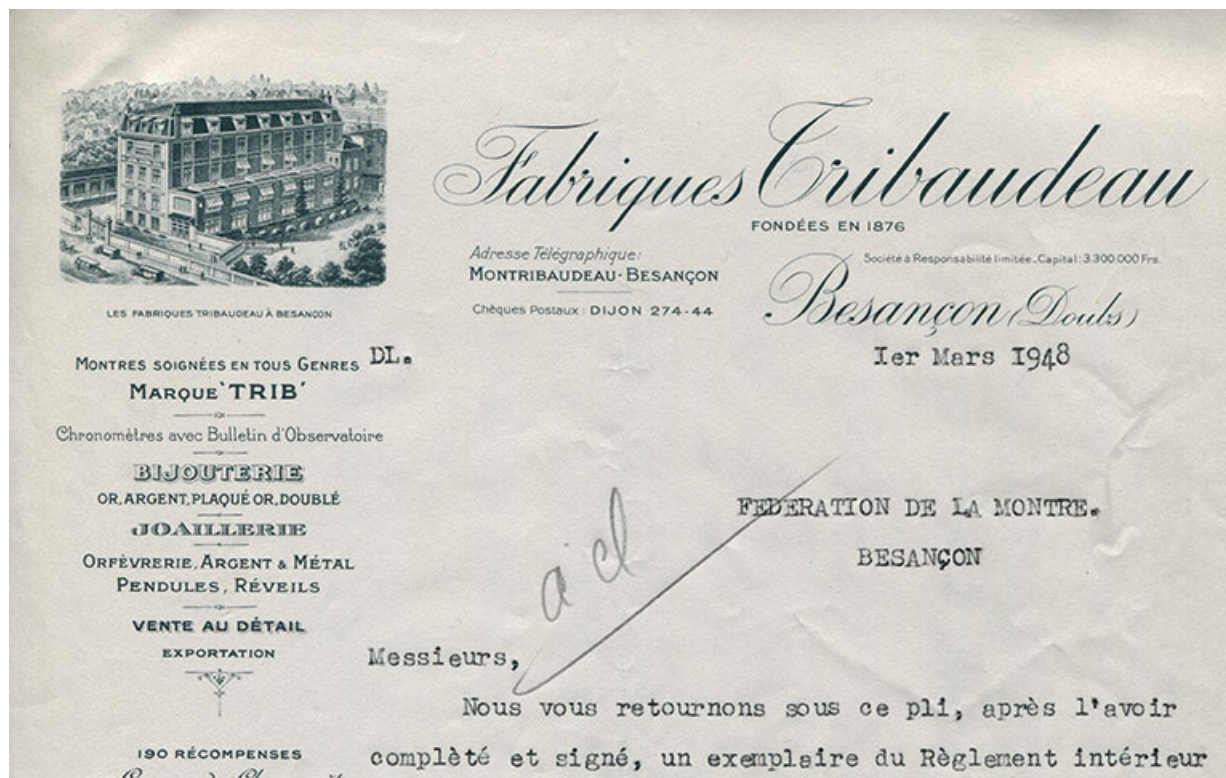 Fabriques Tribaudeau
FONDÉES EN 1876
Adresse Télégraphique:
MONTRIBAUDEAU-BESANÇON
Chèques Postaux : DIJON 274-44
Société à Responsabilité limitée. Capital: 3.300.000 Frs.
Besançon (Doubs)
LES FABRIQUES TRIBAUDEAU À BESANÇON
MONTRES SOIGNÉES EN TOUS GENRES
MARQUE 'TRIB'
Chronomètres avec Bulletin d'Observatoire
BIJOUTERIE
OR, ARGENT, PLAQUÉ OR, DOUBLÉ
JOAILLERIE
ORFÈVRERIE, ARGENT & MÉTAL
PENDULES, RÉVEILS
VENTE AU DÉTAIL
EXPORTATION
190 RÉCOMPENSES
DL.
1er Mars 1948
FEDERATION DE LA MONTRE.
BESANÇON
a cl
Messieurs,
Nous vous retournons sous ce pli, après l'avoir
complèté et signé, un exemplaire du Règlement intérieur